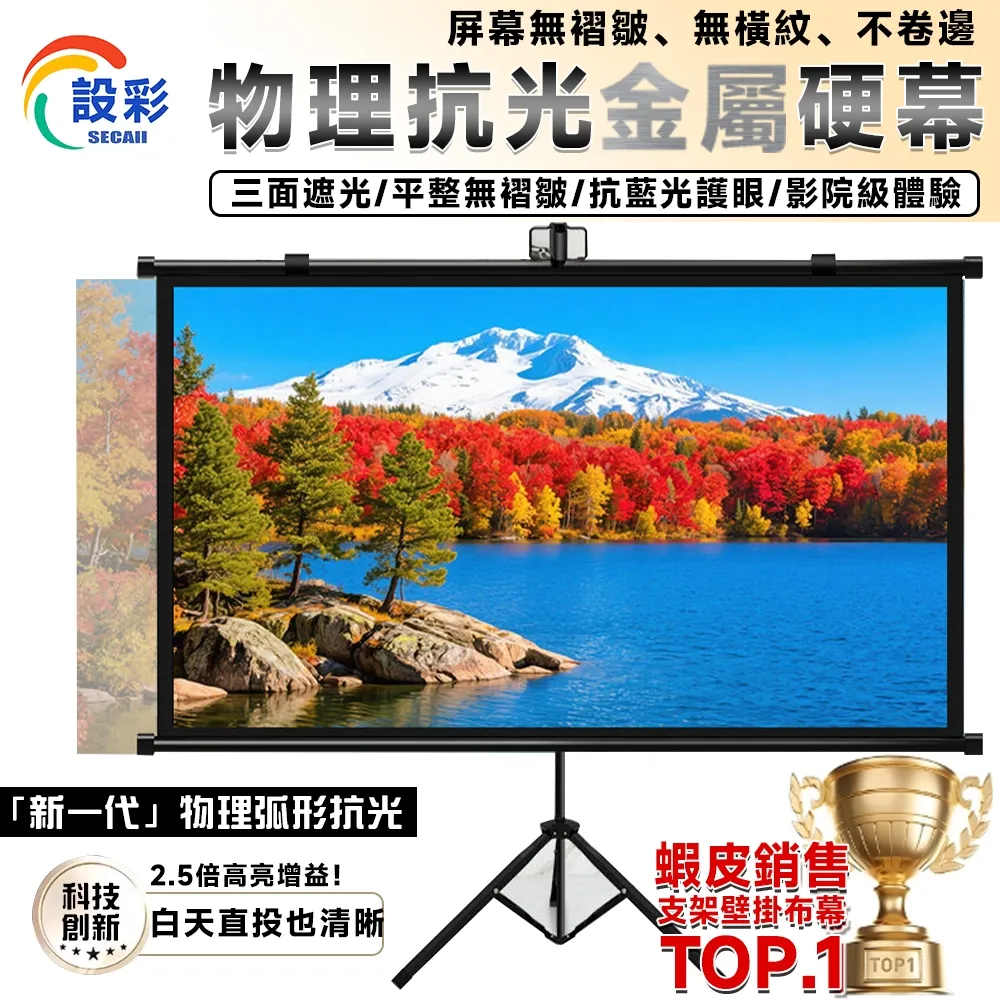 屏幕無褶皺、無橫紋、不卷邊
設彩
SECAII
物理抗光金屬硬幕
三面遮光/平整無褶皺/抗藍光護眼/影院級體驗
「新一代」物理弧形抗光
科技
創新
2.5倍高亮增益！
白天直投也清晰
蝦皮銷售
支架壁掛布幕
TOP.1
TOP1